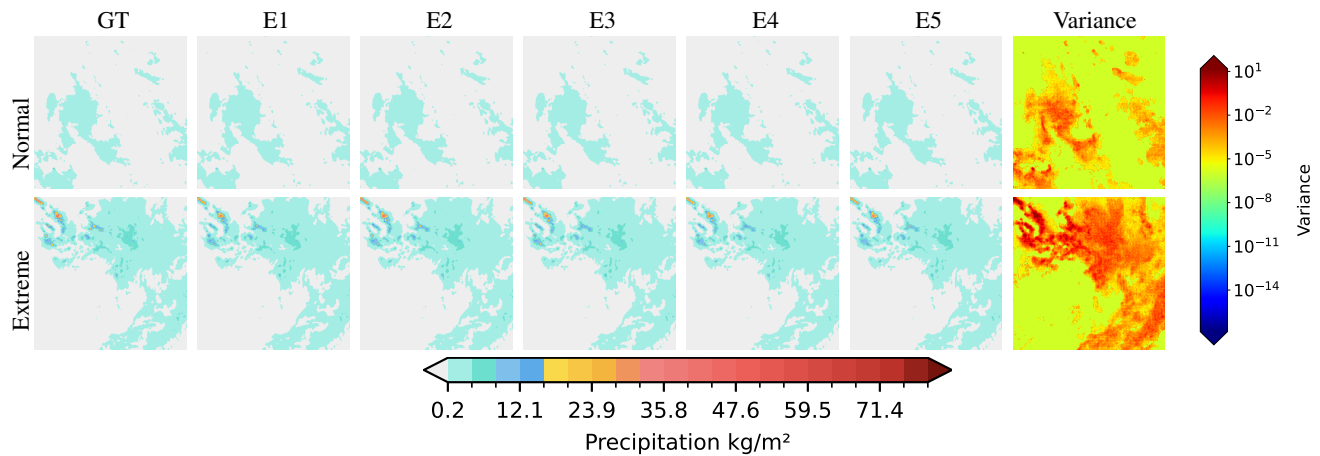 GT E1 E2 E3 E4 E5 Variance
Normal
Extreme
10¹
10⁻²
10⁻⁵
10⁻⁸
10⁻¹¹
10⁻¹⁴
Variance
0.2 12.1 23.9 35.8 47.6 59.5 71.4
Precipitation kg/m²